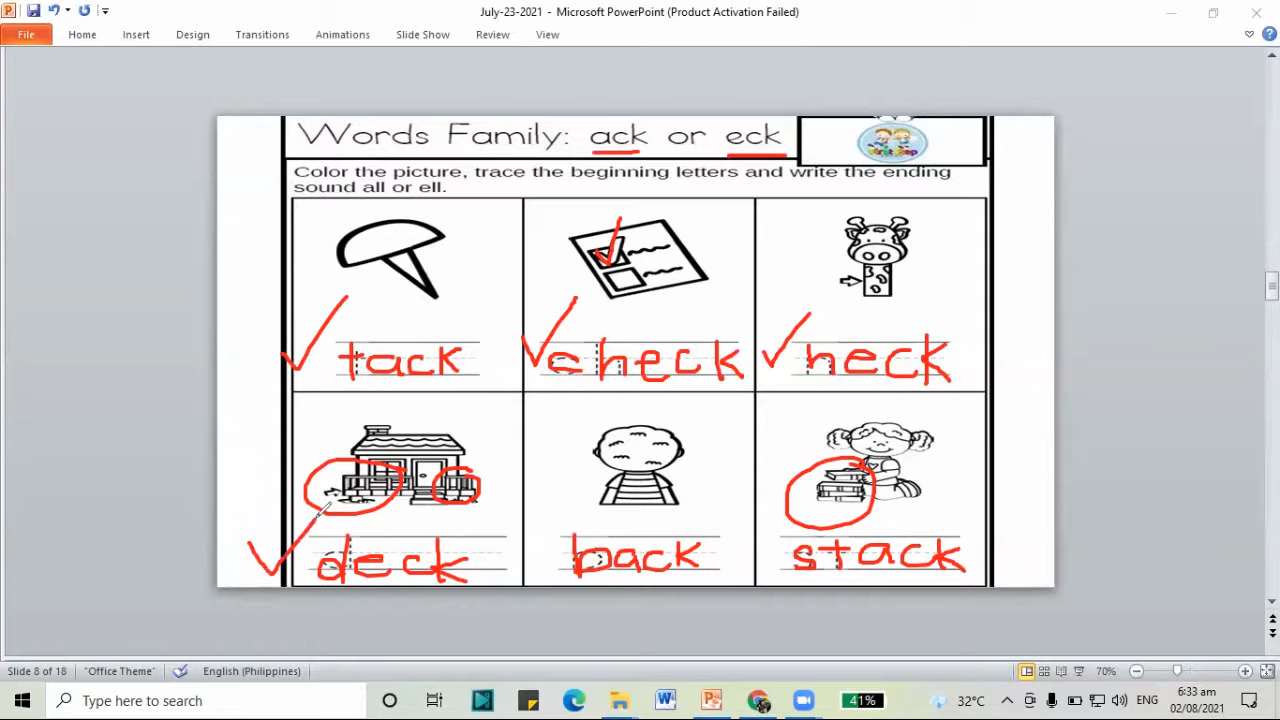 July-23-2021 - Microsoft PowerPoint (Product Activation Failed)
File Home Insert Design Transitions Animations Slide Show Review View
Words Family: ack or eck
Color the picture, trace the beginning letters and write the ending
sound all or ell.
tack check neck
deck back stack
Slide 8 of 18 "Office Theme" English (Philippines) 70%
Type here to search 41% 32°C ENG 6:33 am
02/08/2021